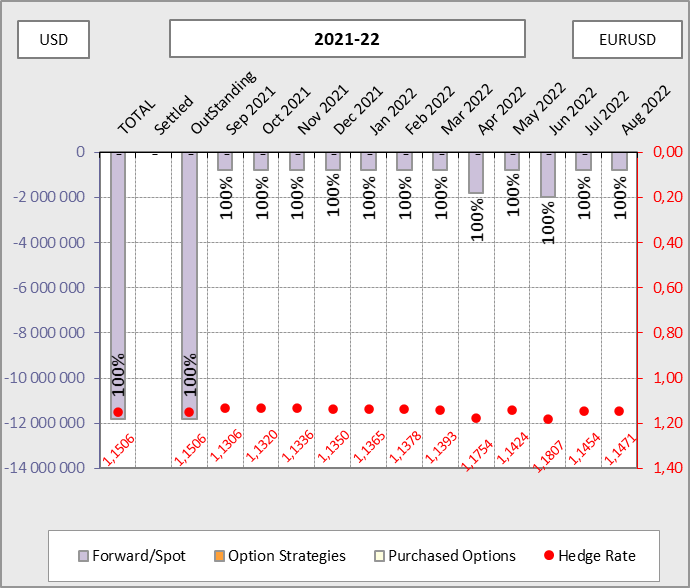 USD
2021-22
EURUSD
TOTAL
Settled
OutStanding
Sep 2021
Oct 2021
Nov 2021
Dec 2021
Jan 2022
Feb 2022
Mar 2022
Apr 2022
May 2022
Jun 2022
Jul 2022
Aug 2022
0
-2 000 000
-4 000 000
-6 000 000
-8 000 000
-10 000 000
-12 000 000
-14 000 000
100%
100%
100%
100%
100%
100%
100%
100%
100%
100%
100%
100%
100%
100%
0,00
0,20
0,40
0,60
0,80
1,00
1,20
1,40
1,1506
1,1506
1,1306
1,1320
1,1336
1,1350
1,1365
1,1378
1,1393
1,1754
1,1424
1,1807
1,1454
1,1471
Forward/Spot
Option Strategies
Purchased Options
Hedge Rate